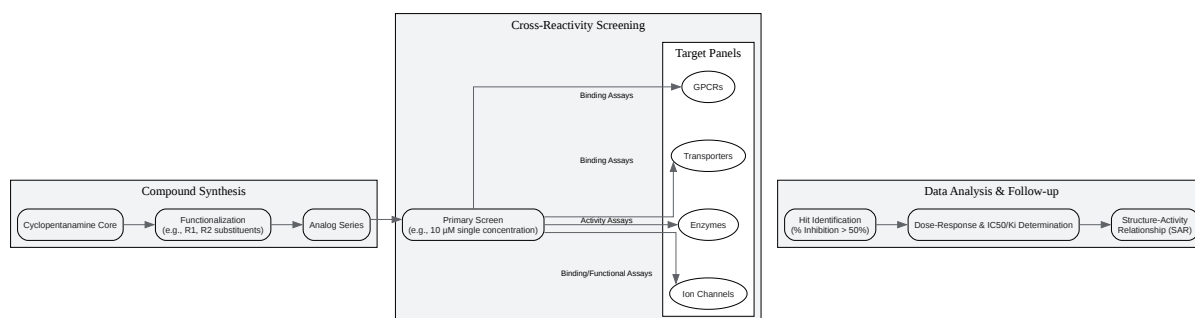 Cross-Reactivity Screening
Target Panels
GPCRs
Binding Assays
Binding Assays
Transporters
Compound Synthesis
Cyclopentanamine Core
Functionalization
(e.g., R1, R2 substituents)
Analog Series
Primary Screen
(e.g., 10 µM single concentration)
Activity Assays
Enzymes
Binding/Functional Assays
Ion Channels
Data Analysis & Follow-up
Hit Identification
(% Inhibition > 50%)
Dose-Response & IC50/Ki Determination
Structure-Activity
Relationship (SAR)